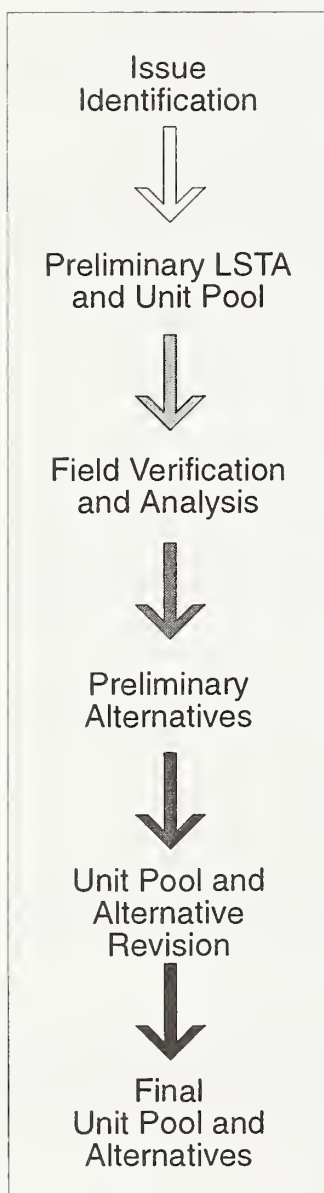 Issue
Identification
Preliminary LSTA
and Unit Pool
Field Verification
and Analysis
Preliminary
Alternatives
Unit Pool and
Alternative
Revision
Final
Unit Pool and
Alternatives